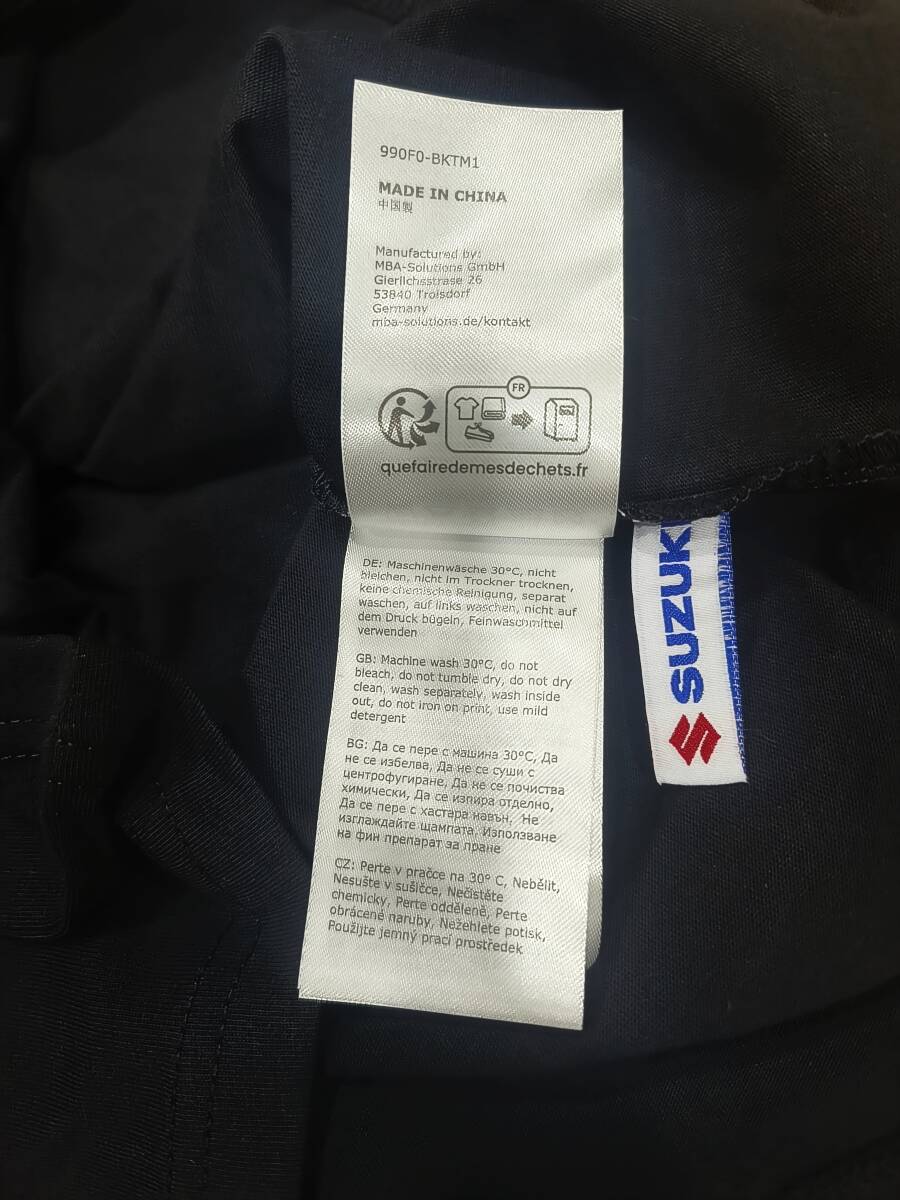 990F0-BKTM1
MADE IN CHINA
中国製
Manufactured by:
MBA-Solutions GmbH
Gierlichsstrase 26
53840 Troisdorf
Germany
mba-solutions.de/kontakt
FR
quefairedemesdechets.fr
DE: Maschinenwäsche 30°C, nicht
bleichen, nicht im Trockner trocknen,
keine chemische Reinigung, separat
waschen, auf links waschen, nicht auf
dem Druck bügeln, Feinwaschmittel
verwenden
GB: Machine wash 30°C, do not
bleach, do not tumble dry, do not dry
clean, wash separately, wash inside
out, do not iron on print, use mild
detergent
BG: Да се пере с машина 30°C, Да
не се избелва, Да не се суши с
центрофугиране, Да не се почиства
химически, Да се изпира отделно,
Да се пере с хастара навън, Не
изглаждайте щампата, Използване
на фин препарат за пране
CZ: Perte v pračce na 30° C, Nebělit,
Nesušte v sušičce, Nečistěte
chemicky, Perte odděleně, Perte
obrácené naruby, Nežehlete potisk,
Použijte jemný prací prostředek
SUZUKI